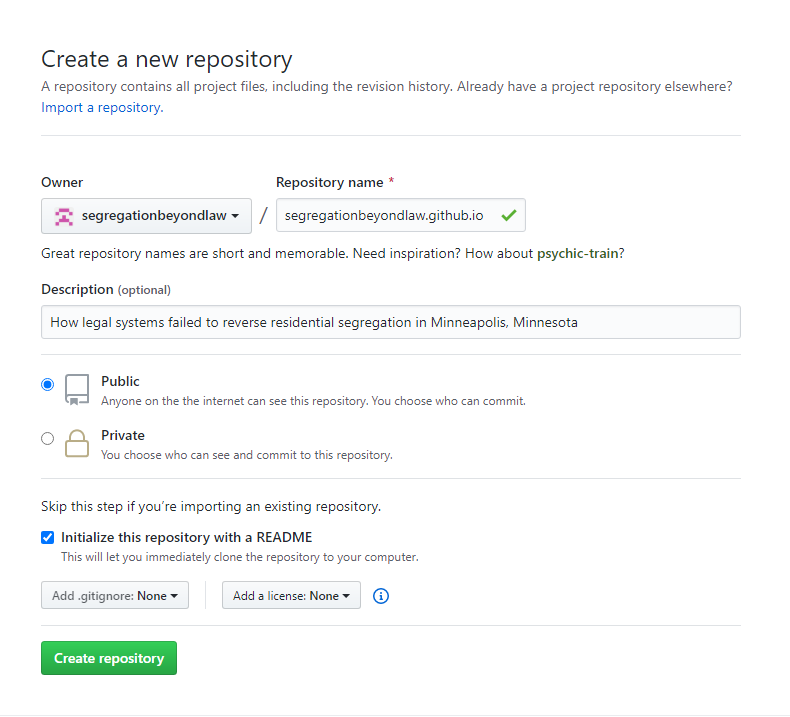 Create a new repository
A repository contains all project files, including the revision history. Already have a project repository elsewhere?
Import a repository.
Owner
Repository name *
segregationbeyondlaw / segregationbeyondlaw.github.io
Great repository names are short and memorable. Need inspiration? How about psychic-train?
Description (optional)
How legal systems failed to reverse residential segregation in Minneapolis, Minnesota
Public
Anyone on the the internet can see this repository. You choose who can commit.
Private
You choose who can see and commit to this repository.
Skip this step if you’re importing an existing repository.
Initialize this repository with a README
This will let you immediately clone the repository to your computer.
Add .gitignore: None
Add a license: None
Create repository